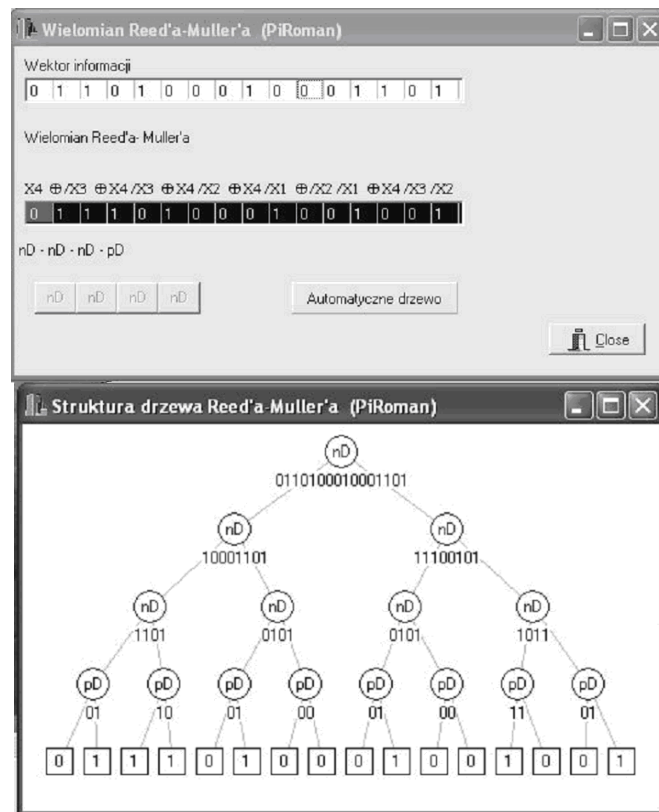 Wielomian Reed'a-Muller'a (PiRoman)
Wektor informacji
0 1 1 0 1 0 0 0 1 0 0 0 1 1 0 1
Wielomian Reed'a- Muller'a
X4 ⊕/X3 ⊕X4/X3 ⊕X4/X2 ⊕X4/X1 ⊕/X2/X1 ⊕X4/X3/X2
0 1 1 1 0 1 0 0 0 1 0 0 1 0 0 1
nD - nD - nD - pD
nD nD nD nD Automatyczne drzewo
Close
Struktura drzewa Reed'a-Muller'a (PiRoman)
nD
0110100010001101
nD nD
10001101 11100101
nD nD nD nD
1101 0101 0101 1011
pD pD pD pD pD pD pD pD
01 10 01 00 01 00 11 01
0 1 1 1 0 1 0 0 0 1 0 0 1 0 0 1